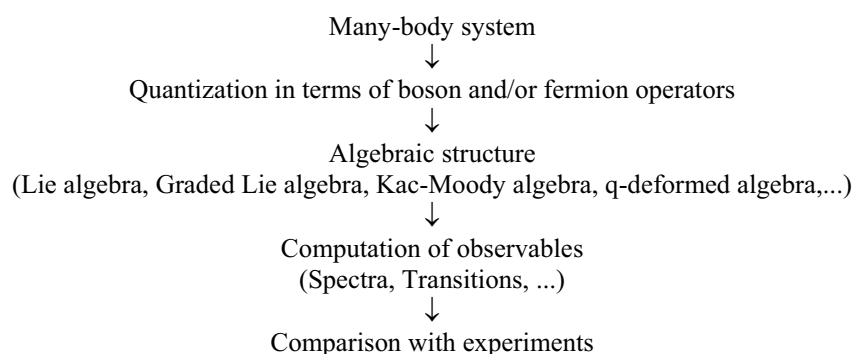 Many-body system
↓
Quantization in terms of boson and/or fermion operators
↓
Algebraic structure
(Lie algebra, Graded Lie algebra, Kac-Moody algebra, q-deformed algebra,...)
↓
Computation of observables
(Spectra, Transitions, ...)
↓
Comparison with experiments